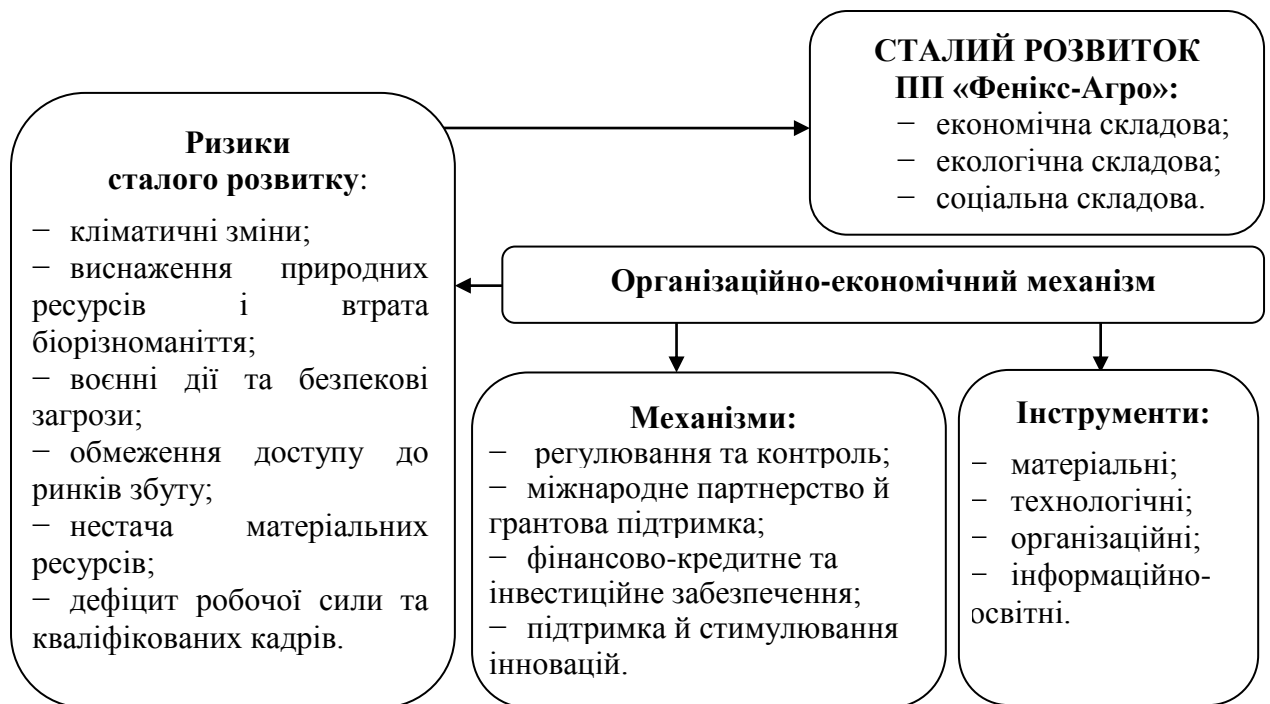 СТАЛИЙ РОЗВИТОК
ПП «Фенікс-Агро»:
− економічна складова;
− екологічна складова;
− соціальна складова.
Ризики
сталого розвитку:
− кліматичні зміни;
− виснаження природних
ресурсів і втрата
біорізноманіття;
− воєнні дії та безпекові
загрози;
− обмеження доступу до
ринків збуту;
− нестача матеріальних
ресурсів;
− дефіцит робочої сили та
кваліфікованих кадрів.
Організаційно-економічний механізм
Механізми:
− регулювання та контроль;
− міжнародне партнерство й
грантова підтримка;
− фінансово-кредитне та
інвестиційне забезпечення;
− підтримка й стимулювання
інновацій.
Інструменти:
− матеріальні;
− технологічні;
− організаційні;
− інформаційно-
освітні.